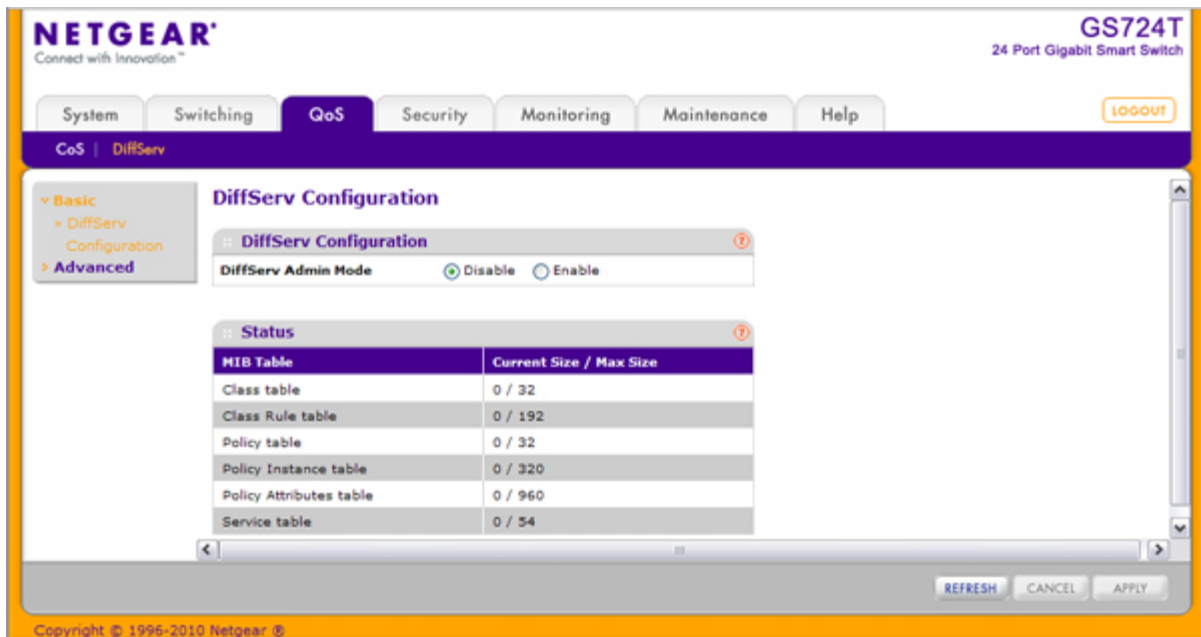 NETGEAR®
Connect with Innovation™
GS724T
24 Port Gigabit Smart Switch
System Switching QoS Security Monitoring Maintenance Help LOGOUT
CoS | DiffServ
Basic
» DiffServ
Configuration
Advanced
DiffServ Configuration
DiffServ Configuration ?
DiffServ Admin Mode Disable Enable
Status ?
MIB Table Current Size / Max Size
Class table 0 / 32
Class Rule table 0 / 192
Policy table 0 / 32
Policy Instance table 0 / 320
Policy Attributes table 0 / 960
Service table 0 / 54
REFRESH CANCEL APPLY
Copyright © 1996-2010 Netgear ®